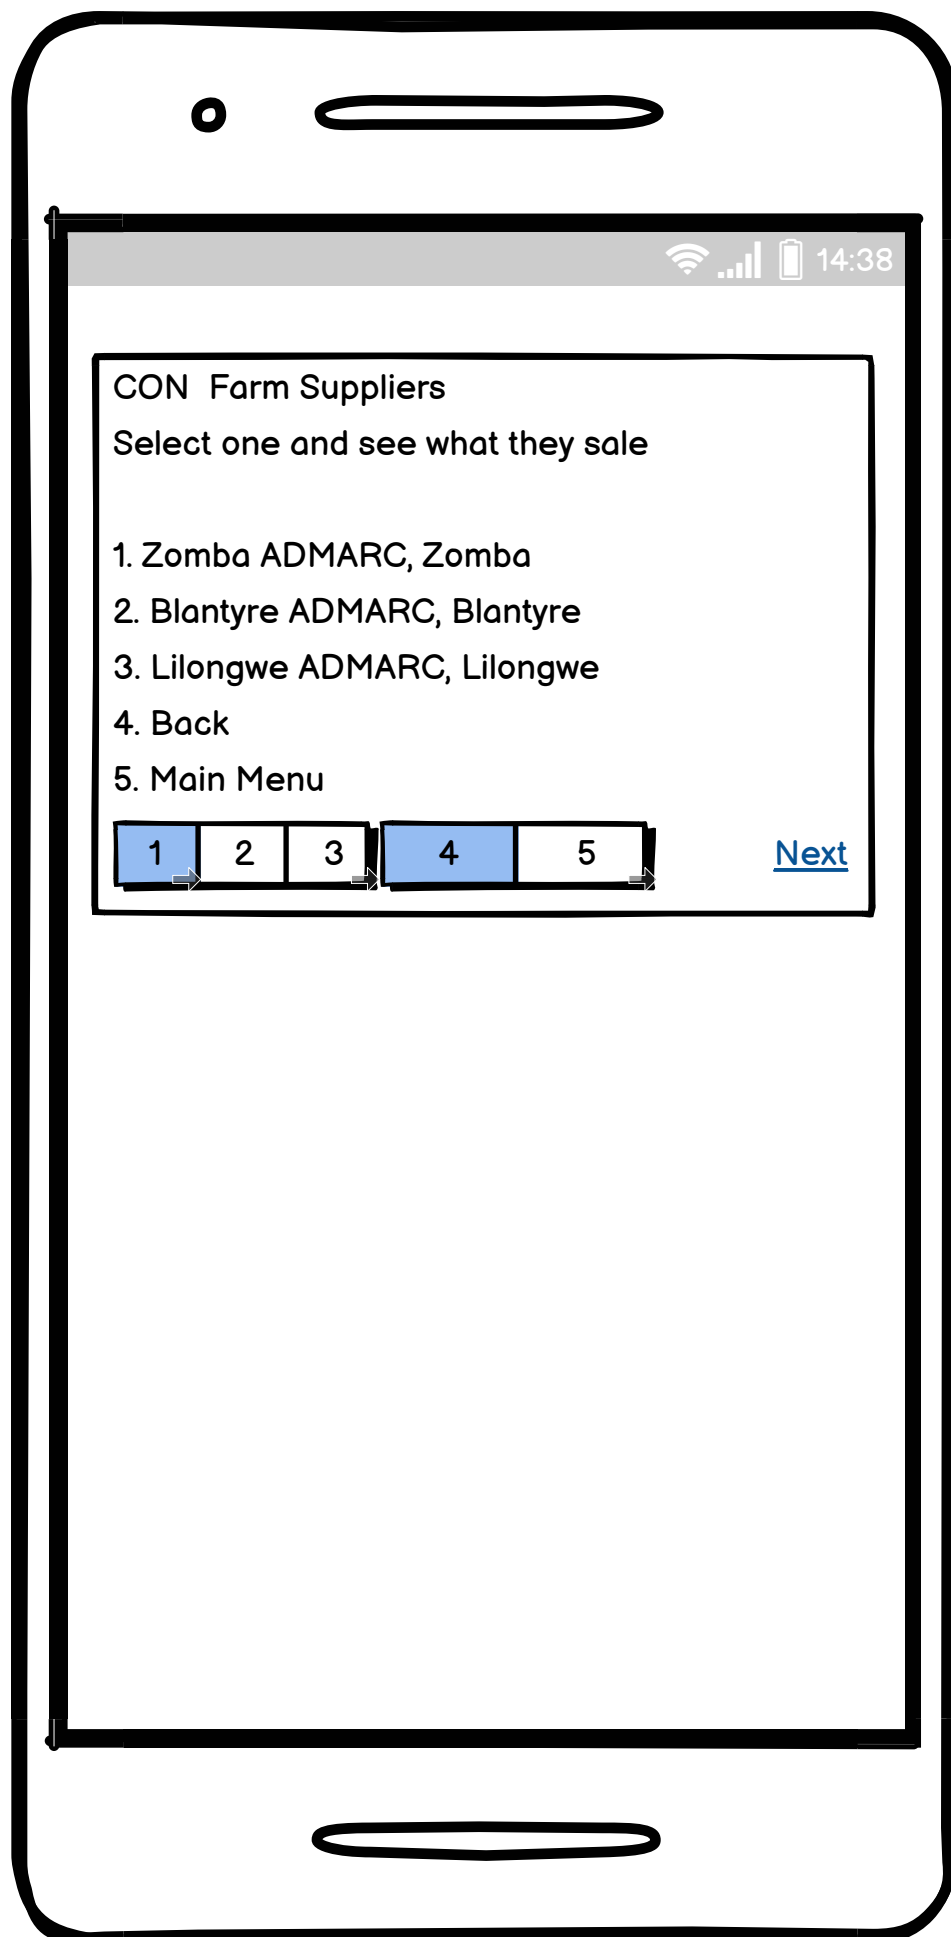 14:38
CON  Farm Suppliers
Select one and see what they sale
1. Zomba ADMARC, Zomba
2. Blantyre ADMARC, Blantyre
3. Lilongwe ADMARC, Lilongwe
4. Back
5. Main Menu
1 2 3 4 5 Next